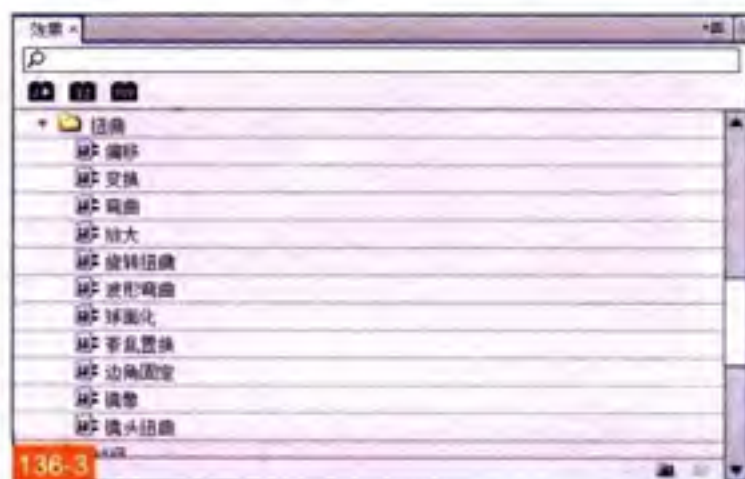 效果 ×
扭曲
偏移
变换
弯曲
放大
旋转扭曲
波形弯曲
球面化
紊乱置换
边角固定
镜像
镜头扭曲
136-3